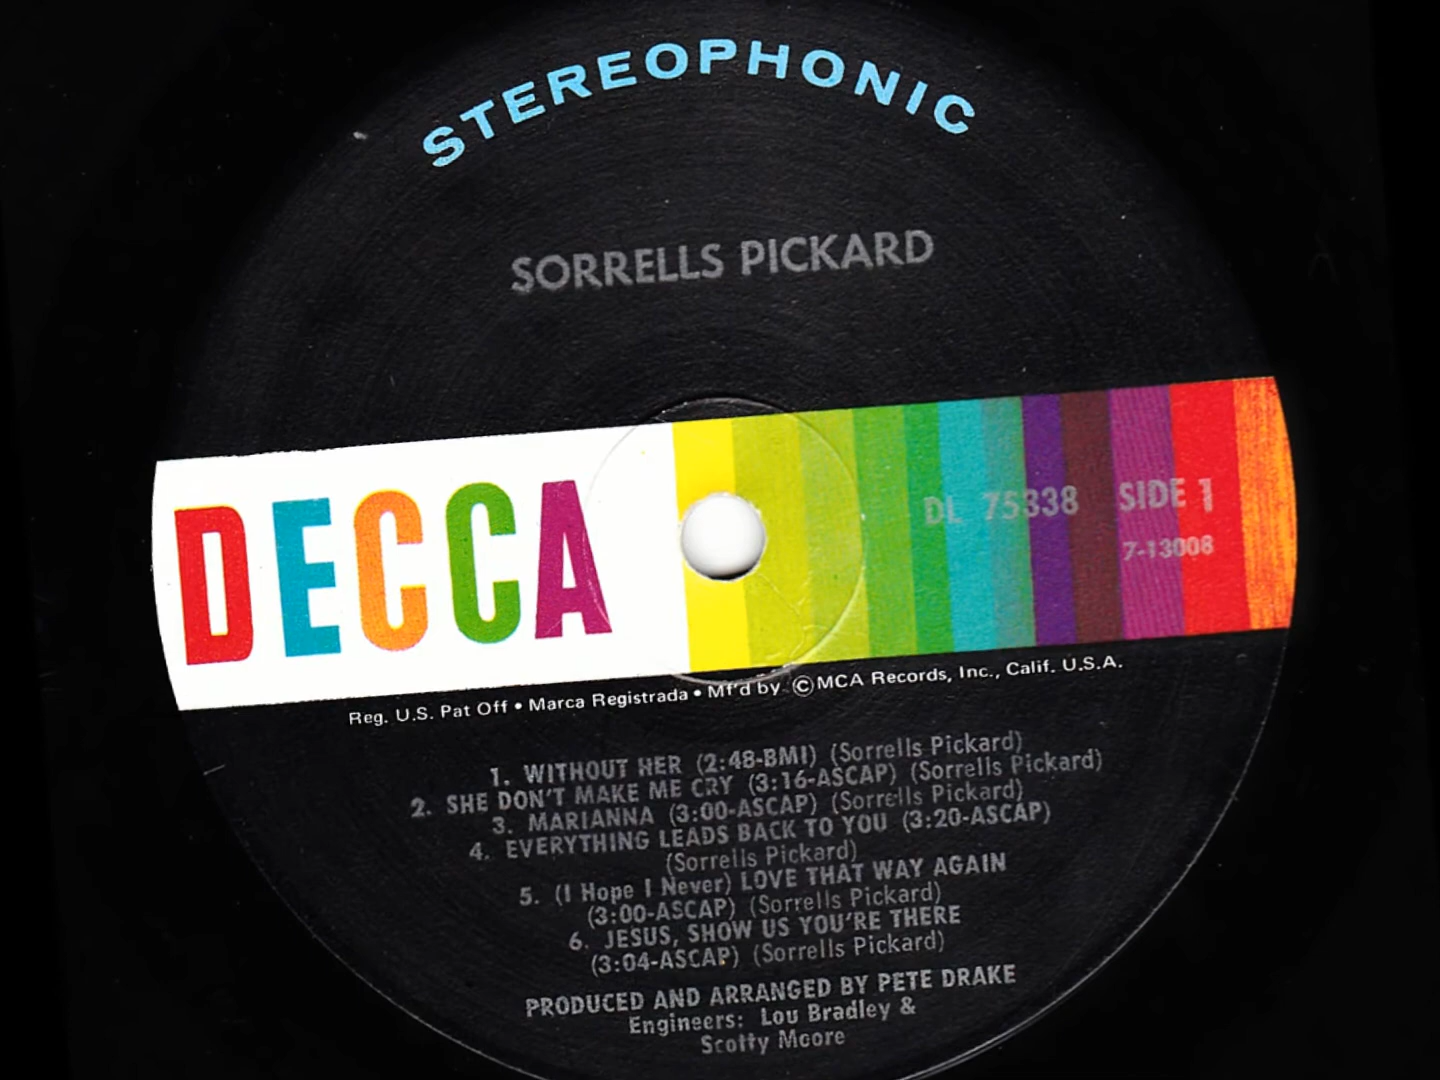 STEREOPHONIC
SORRELLS PICKARD
DECCA
DL 75338 SIDE 1
7-13008
Reg. U.S. Pat Off • Marca Registrada • Mf'd by ©MCA Records, Inc., Calif. U.S.A.
1. WITHOUT HER (2:48-BMI) (Sorrells Pickard)
2. SHE DON'T MAKE ME CRY (3:16-ASCAP) (Sorrells Pickard)
3. MARIANNA (3:00-ASCAP) (Sorrells Pickard)
4. EVERYTHING LEADS BACK TO YOU (3:20-ASCAP)
(Sorrells Pickard)
5. (I Hope I Never) LOVE THAT WAY AGAIN
(3:00-ASCAP) (Sorrells Pickard)
6. JESUS, SHOW US YOU'RE THERE
(3:04-ASCAP) (Sorrells Pickard)
PRODUCED AND ARRANGED BY PETE DRAKE
Engineers: Lou Bradley &
Scotty Moore